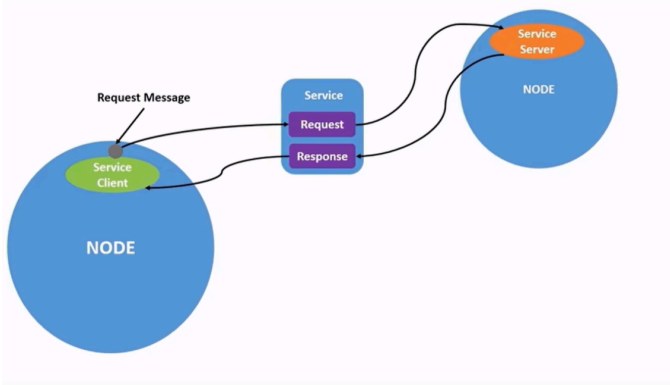 Service
Server
NODE
Request Message
Service
Request
Response
Service
Client
NODE